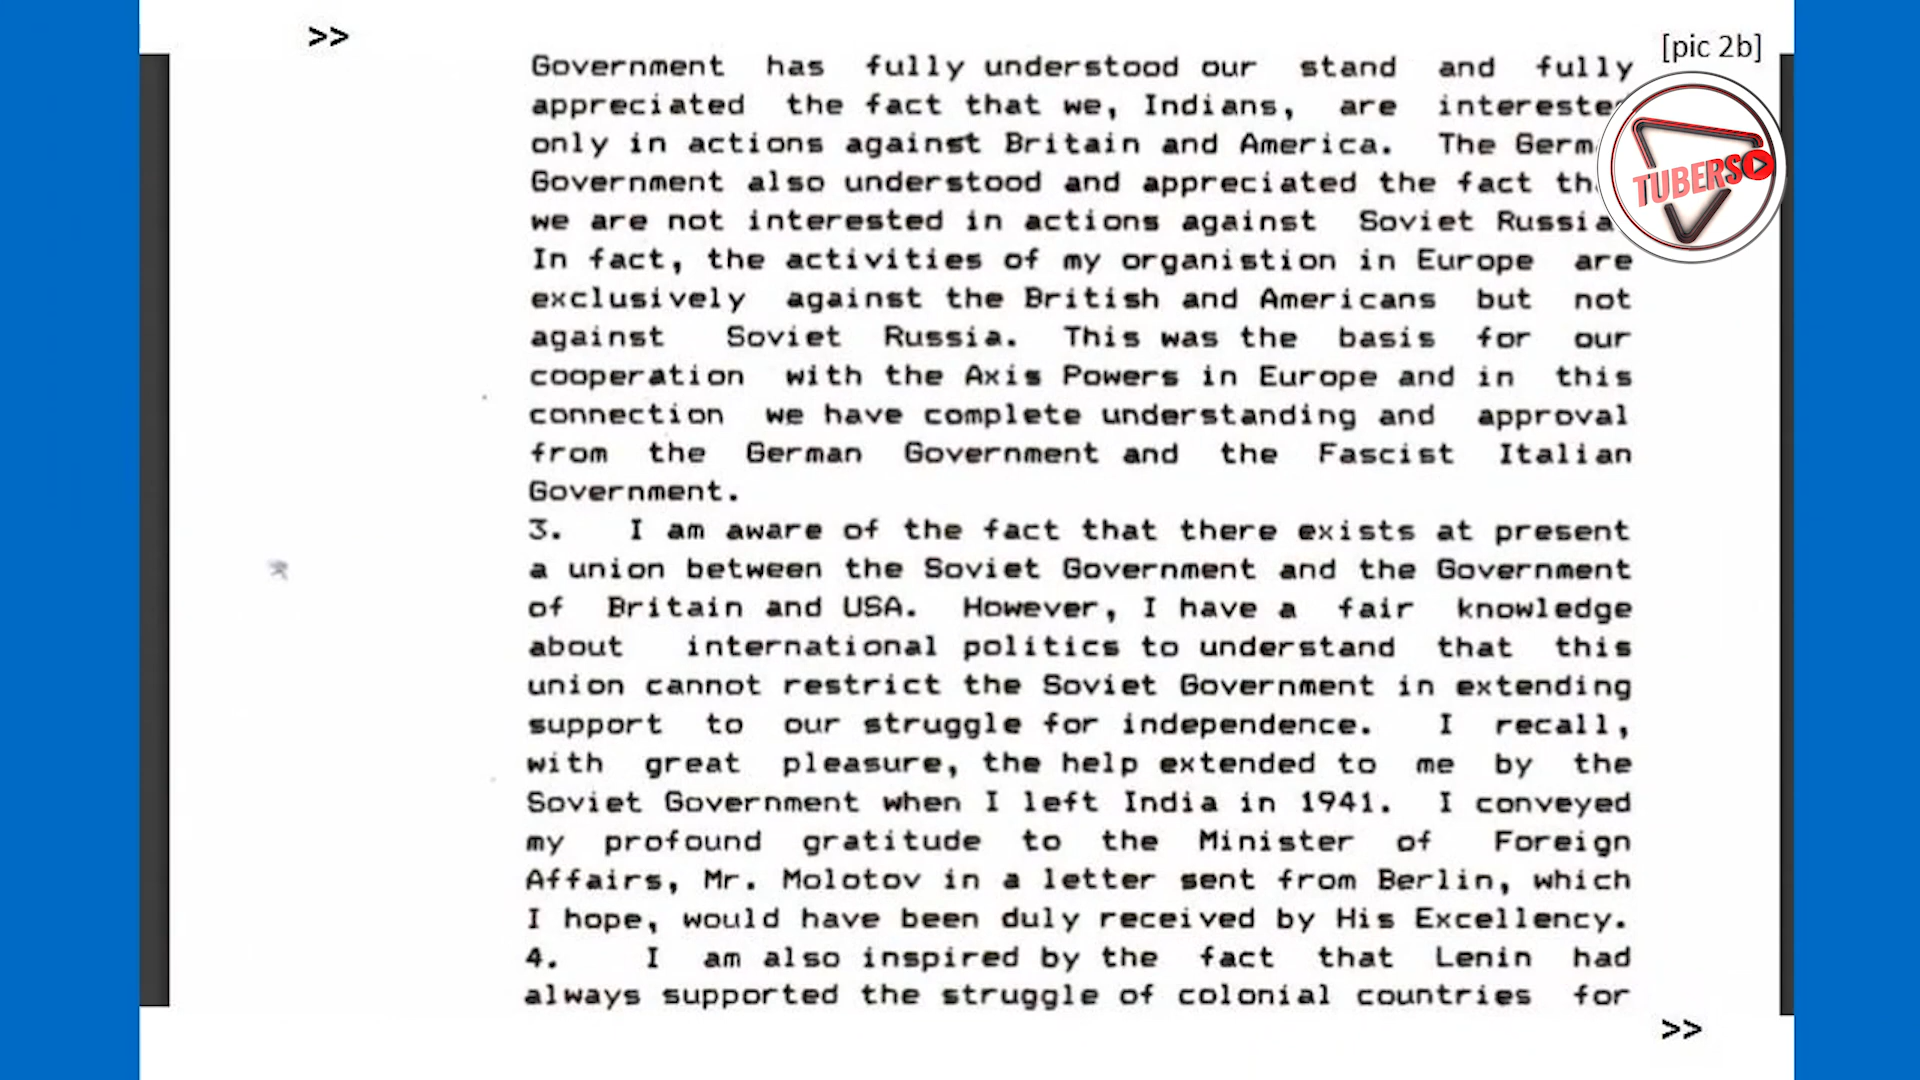 >>
[pic 2b]
Government has fully understood our stand and fully
appreciated the fact that we, Indians, are intereste
only in actions against Britain and America. The Germ
Government also understood and appreciated the fact th
we are not interested in actions against Soviet Russia
In fact, the activities of my organistion in Europe are
exclusively against the British and Americans but not
against Soviet Russia. This was the basis for our
cooperation with the Axis Powers in Europe and in this
connection we have complete understanding and approval
from the German Government and the Fascist Italian
Government.
3. I am aware of the fact that there exists at present
a union between the Soviet Government and the Government
of Britain and USA. However, I have a fair knowledge
about international politics to understand that this
union cannot restrict the Soviet Government in extending
support to our struggle for independence. I recall,
with great pleasure, the help extended to me by the
Soviet Government when I left India in 1941. I conveyed
my profound gratitude to the Minister of Foreign
Affairs, Mr. Molotov in a letter sent from Berlin, which
I hope, would have been duly received by His Excellency.
4. I am also inspired by the fact that Lenin had
always supported the struggle of colonial countries for
>>
TUBERS